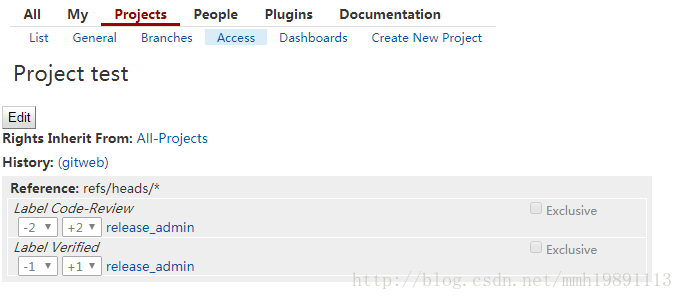 All My Projects People Plugins Documentation
List General Branches Access Dashboards Create New Project
Project test
Edit
Rights Inherit From: All-Projects
History: (gitweb)
Reference: refs/heads/*
Label Code-Review
Exclusive
-2 +2 release_admin
Label Verified
Exclusive
-1 +1 release_admin
http://blog.csdn.net/mmh19891113